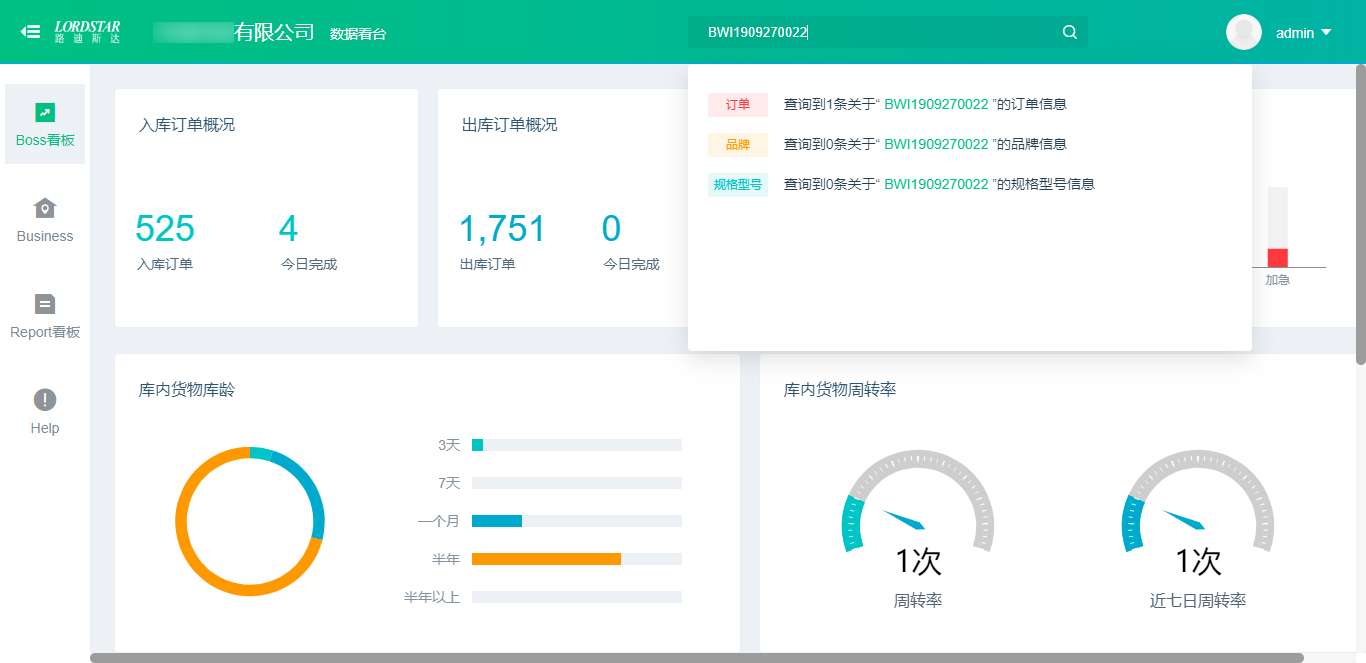 LORDSTAR
路迪斯达
有限公司 数据看台
BWI1909270022
admin
Boss看板
Business
Report看板
Help
入库订单概况
525
入库订单
4
今日完成
出库订单概况
1,751
出库订单
0
今日完成
订单 查询到1条关于“ BWI1909270022 ”的订单信息
品牌 查询到0条关于“ BWI1909270022 ”的品牌信息
规格型号 查询到0条关于“ BWI1909270022 ”的规格型号信息
加急
库内货物库龄
3天
7天
一个月
半年
半年以上
库内货物周转率
1次
周转率
1次
近七日周转率